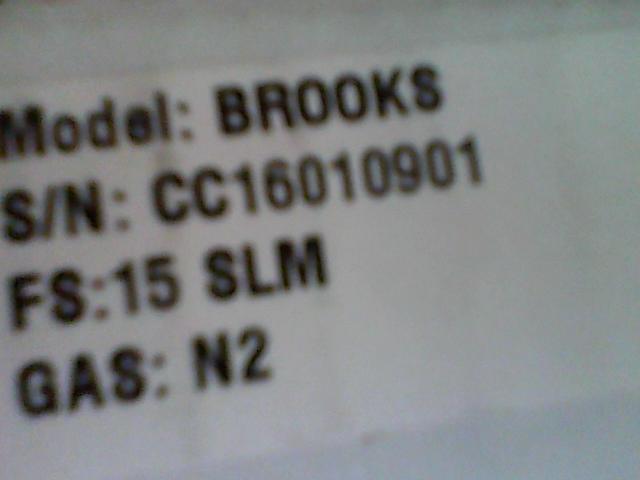 Model: BROOKS
S/N: CC16010901
FS:15 SLM
GAS: N2